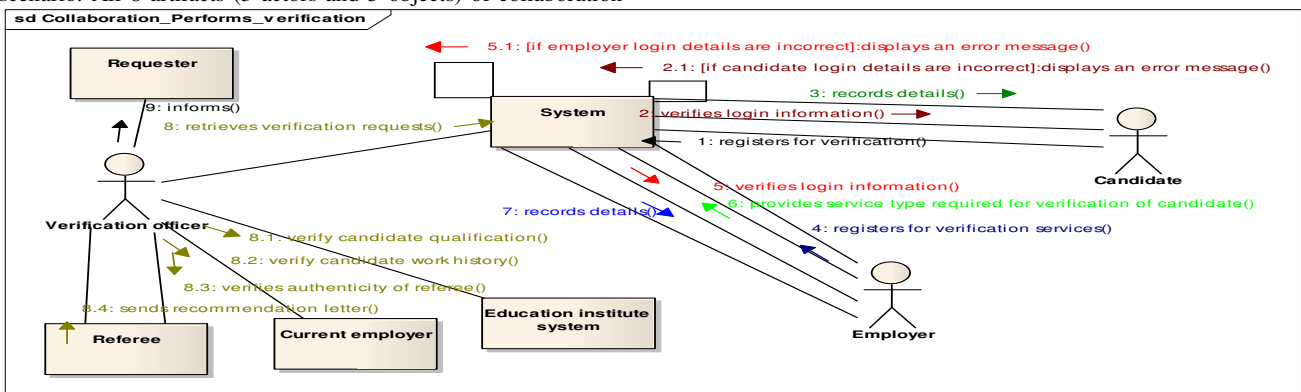 scenario. All 8 artifacts (3 actors and 5 objects) of collaboration
sd Collaboration_Performs_verification
5.1: [if employer login details are incorrect]:displays an error message()
Requester
2.1: [if candidate login details are incorrect]:displays an error message()
3: records details()
9: informs()
System
2: verifies login information()
8: retrieves verification requests()
1: registers for verification()
Candidate
5: verifies login information()
6: provides service type required for verification of candidate()
7: records details()
Verification officer
4: registers for verification services()
8.1: verify candidate qualification()
8.2: verify candidate work history()
8.3: verifies authenticity of referee()
8.4: sends recommendation letter()
Education institute
system
Referee
Current employer
Employer